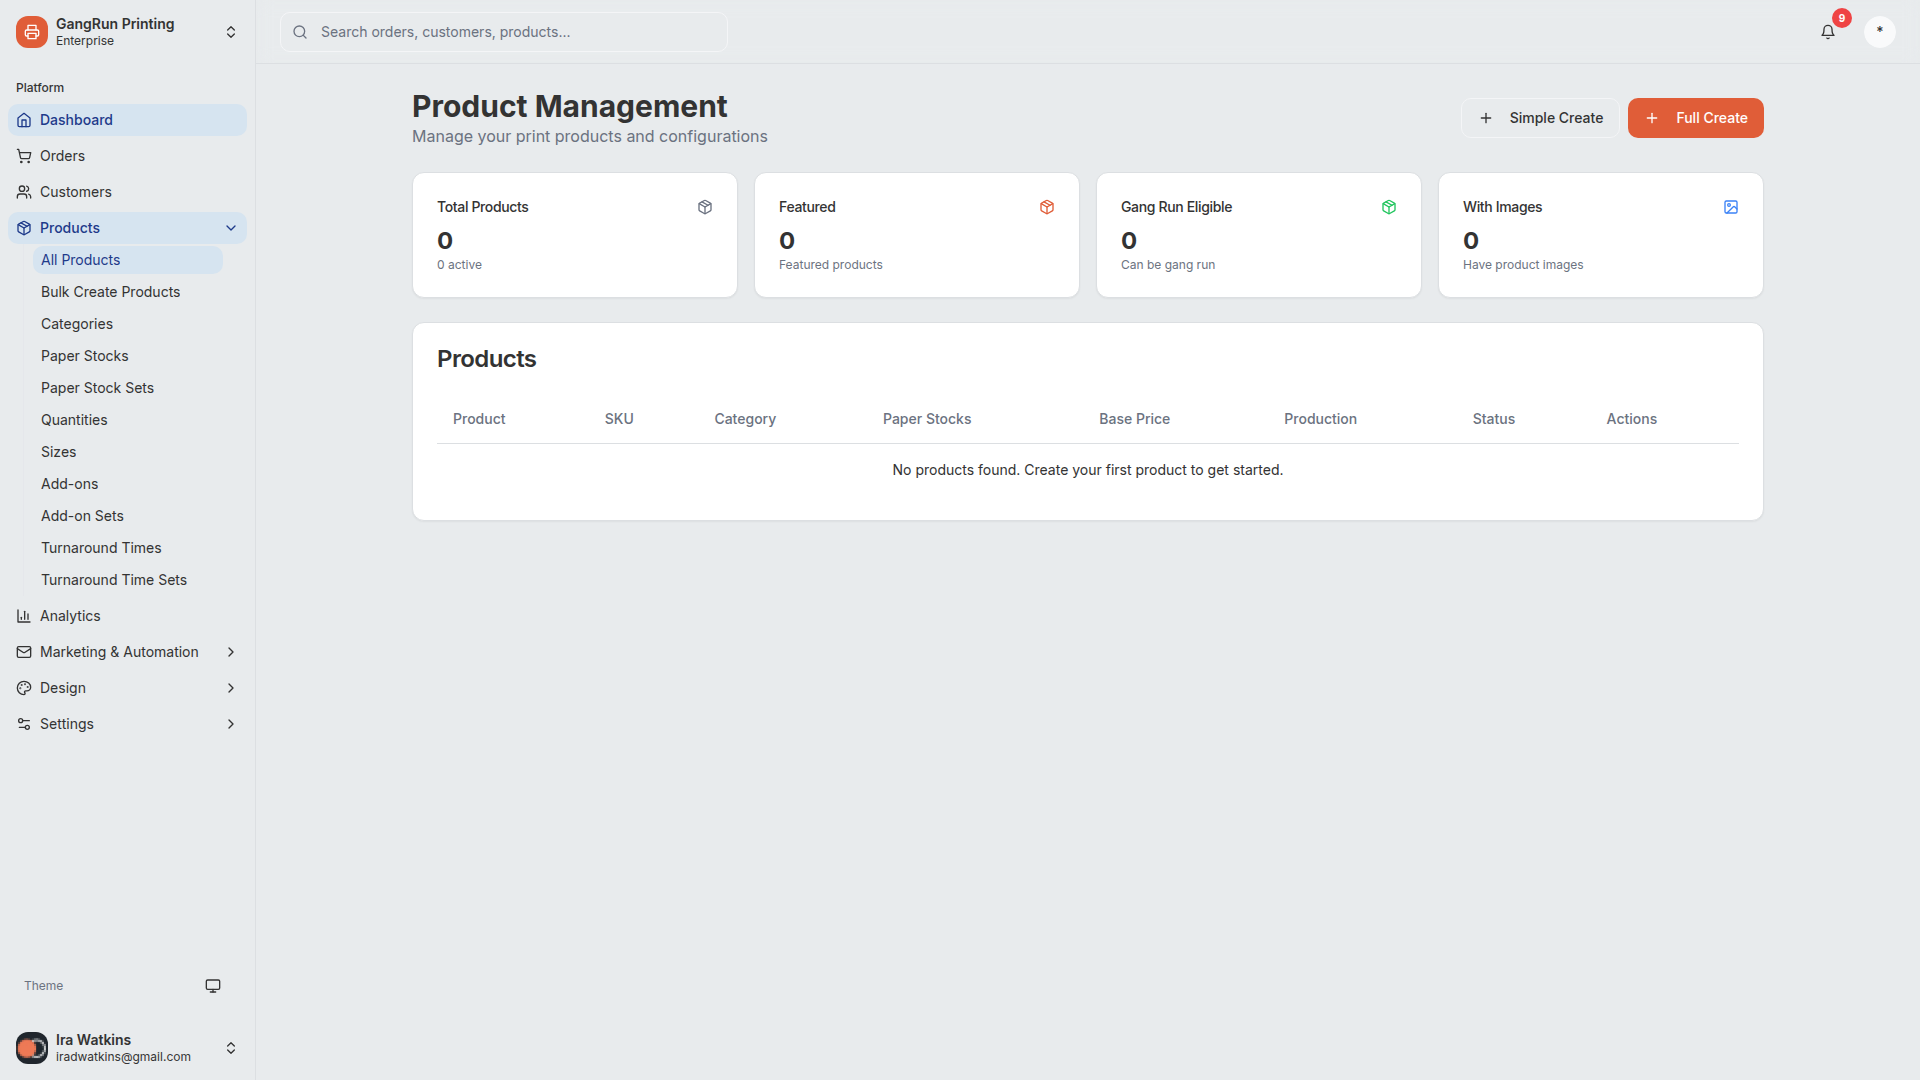 GangRun Printing
Enterprise
Platform
Dashboard
Orders
Customers
Products
All Products
Bulk Create Products
Categories
Paper Stocks
Paper Stock Sets
Quantities
Sizes
Add-ons
Add-on Sets
Turnaround Times
Turnaround Time Sets
Analytics
Marketing & Automation
Design
Settings
Theme
Ira Watkins
iradwatkins@gmail.com
Search orders, customers, products...
9
*
Product Management
Manage your print products and configurations
Simple Create
Full Create
Total Products
0
0 active
Featured
0
Featured products
Gang Run Eligible
0
Can be gang run
With Images
0
Have product images
Products
Product SKU Category Paper Stocks Base Price Production Status Actions
No products found. Create your first product to get started.